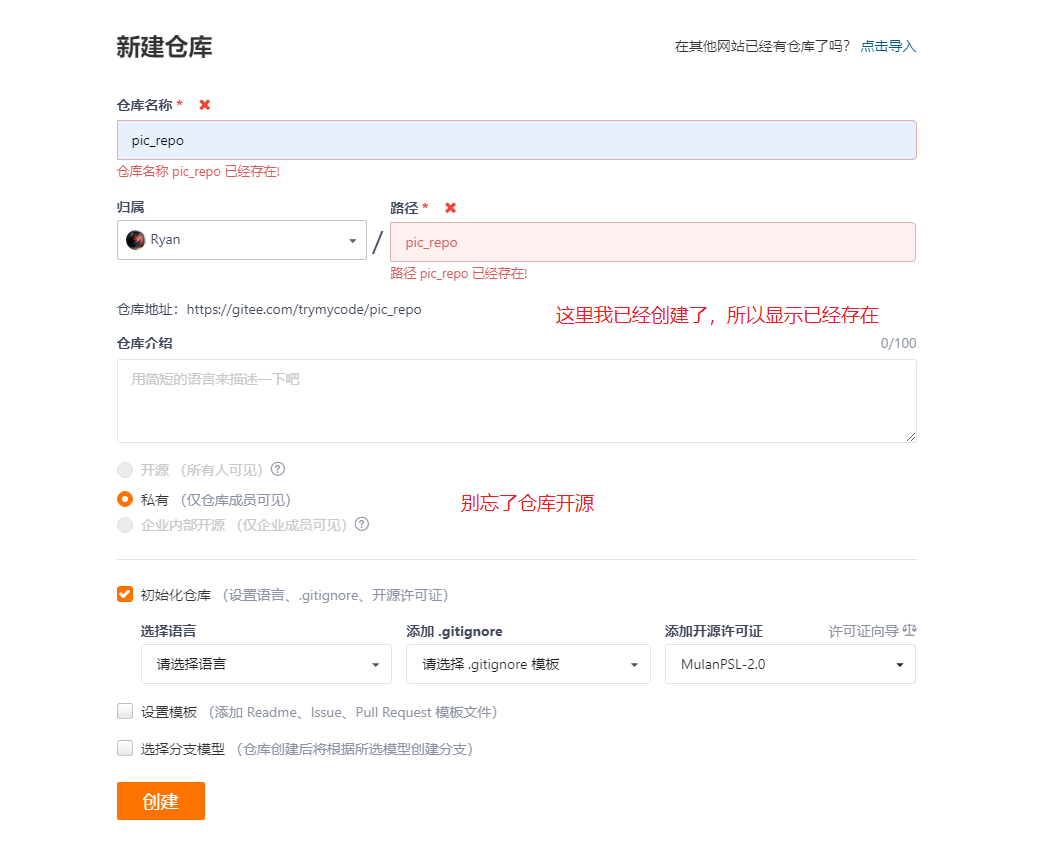 新建仓库
在其他网站已经有仓库了吗？ 点击导入
仓库名称 * ✖
pic_repo
仓库名称 pic_repo 已经存在!
归属
路径 * ✖
Ryan
/
pic_repo
路径 pic_repo 已经存在!
仓库地址：https://gitee.com/trymycode/pic_repo
这里我已经创建了，所以显示已经存在
仓库介绍
0/100
用简短的语言来描述一下吧
开源（所有人可见）?
私有（仅仓库成员可见）
别忘了仓库开源
企业内部开源（仅企业成员可见）?
初始化仓库（设置语言、.gitignore、开源许可证）
选择语言
添加 .gitignore
添加开源许可证
许可证向导
请选择语言
请选择 .gitignore 模板
MulanPSL-2.0
设置模板（添加 Readme、Issue、Pull Request 模板文件）
选择分支模型（仓库创建后将根据所选模型创建分支）
创建